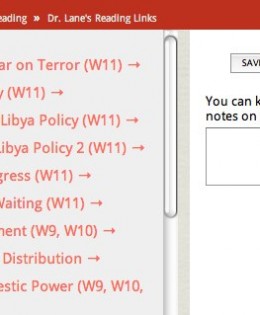 eading » Dr. Lane's Reading Links
ar on Terror (W11) →
y (W11) →
Libya Policy (W11) →
Libya Policy 2 (W11) →
gress (W11) →
Waiting (W11) →
ment (W9, W10) →
Distribution →
estic Power (W9, W10,
SAV
You can k
notes on